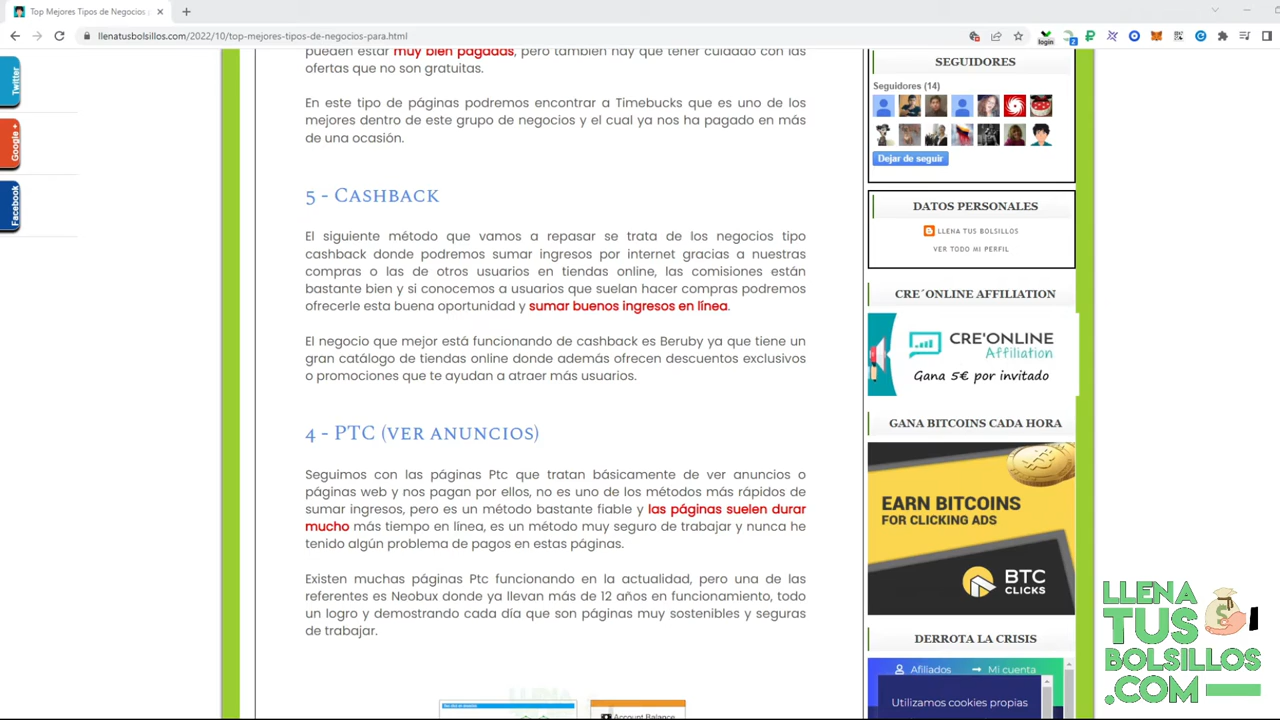 Top Mejores Tipos de Negocios
llenatusbolsillos.com/2022/10/top-mejores-tipos-de-negocios-para.html
login
2
Twitter
Google +
Facebook
pueden estar muy bien pagadas, pero también hay que tener cuidado con las
ofertas que no son gratuitas.
En este tipo de páginas podremos encontrar a Timebucks que es uno de los
mejores dentro de este grupo de negocios y el cual ya nos ha pagado en más
de una ocasión.
5 - Cashback
El siguiente método que vamos a repasar se trata de los negocios tipo
cashback donde podremos sumar ingresos por internet gracias a nuestras
compras o las de otros usuarios en tiendas online, las comisiones están
bastante bien y si conocemos a usuarios que suelan hacer compras podremos
ofrecerle esta buena oportunidad y sumar buenos ingresos en línea.
El negocio que mejor está funcionando de cashback es Beruby ya que tiene un
gran catálogo de tiendas online donde además ofrecen descuentos exclusivos
o promociones que te ayudan a atraer más usuarios.
4 - PTC (ver anuncios)
Seguimos con las páginas Ptc que tratan básicamente de ver anuncios o
páginas web y nos pagan por ellos, no es uno de los métodos más rápidos de
sumar ingresos, pero es un método bastante fiable y las páginas suelen durar
mucho más tiempo en línea, es un método muy seguro de trabajar y nunca he
tenido algún problema de pagos en estas páginas.
Existen muchas páginas Ptc funcionando en la actualidad, pero una de las
referentes es Neobux donde ya llevan más de 12 años en funcionamiento, todo
un logro y demostrando cada día que son páginas muy sostenibles y seguras
de trabajar.
LLENA
Account Balance
SEGUIDORES
Seguidores (14)
Dejar de seguir
DATOS PERSONALES
LLENA TUS BOLSILLOS
VER TODO MI PERFIL
CRE´ONLINE AFFILIATION
CRE'ONLINE
Affiliation
Gana 5€ por invitado
GANA BITCOINS CADA HORA
EARN BITCOINS
FOR CLICKING ADS
BTC
CLICKS
DERROTA LA CRISIS
Afiliados
Mi cuenta
Utilizamos cookies propias
LLENA
TUS
BOLSILLOS
.COM